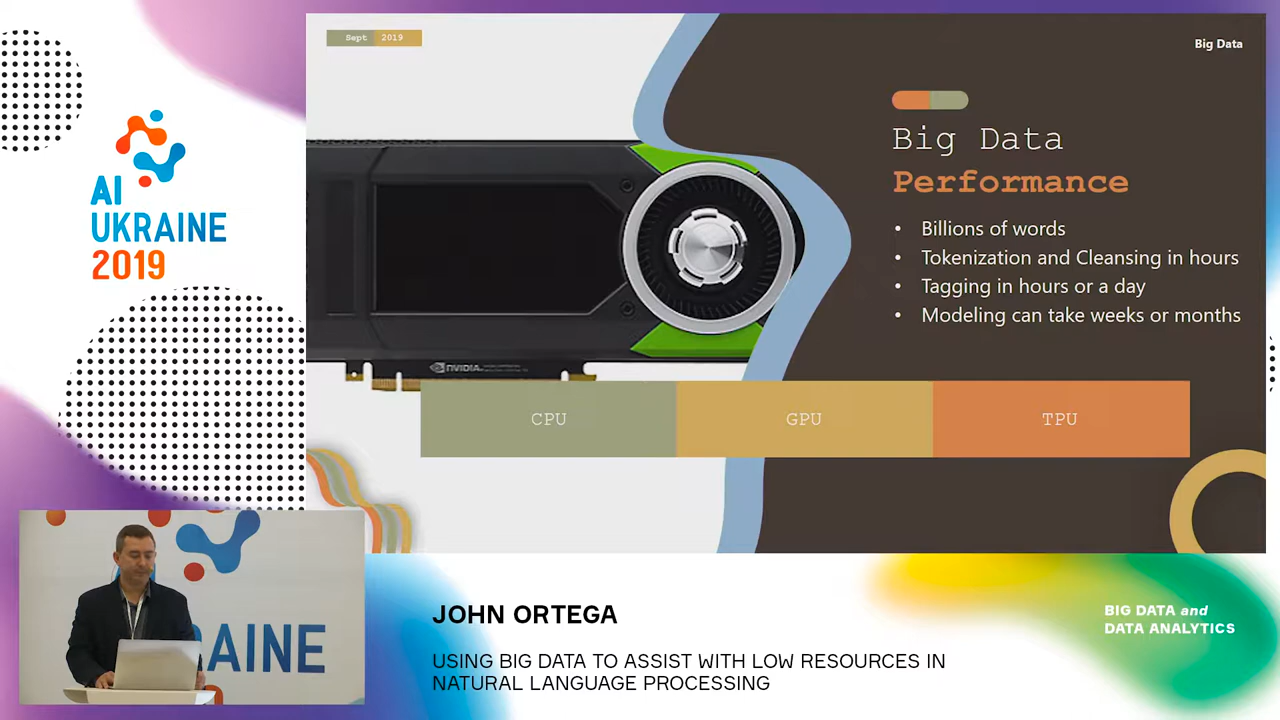 Sept 2019
Big Data
AI
UKRAINE
2019
Big Data
Performance
• Billions of words
• Tokenization and Cleansing in hours
• Tagging in hours or a day
• Modeling can take weeks or months
NVIDIA
CPU
GPU
TPU
RAINE
JOHN ORTEGA
USING BIG DATA TO ASSIST WITH LOW RESOURCES IN
NATURAL LANGUAGE PROCESSING
BIG DATA and
DATA ANALYTICS